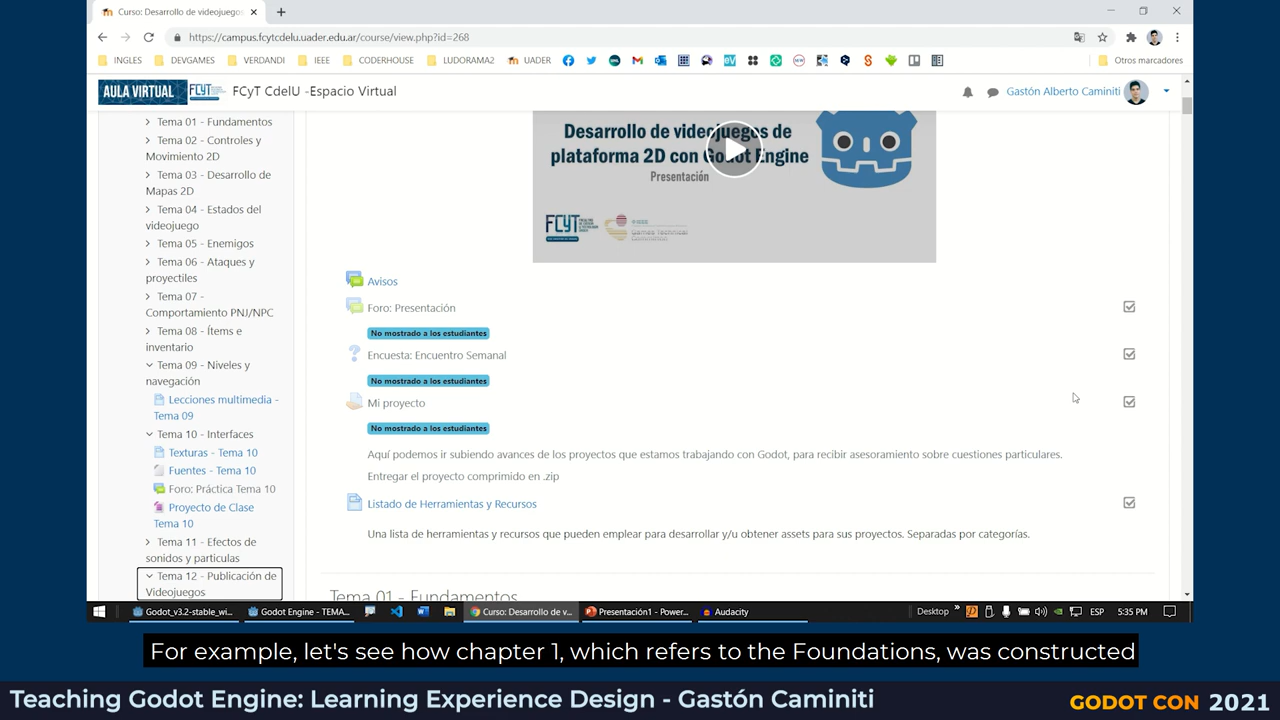 Curso: Desarrollo de videojuegos
https://campus.fcytcdelu.uader.edu.ar/course/view.php?id=268
INGLES
DEVGAMES
VERDANDI
IEEE
CODERHOUSE
LUDORAMA2
UADER
Otros marcadores
AULA VIRTUAL
FCyT
FCyT CdelU -Espacio Virtual
Gastón Alberto Caminiti
Tema 01 - Fundamentos
Tema 02 - Controles y
Movimiento 2D
Tema 03 - Desarrollo de
Mapas 2D
Tema 04 - Estados del
videojuego
Tema 05 - Enemigos
Tema 06 - Ataques y
proyectiles
Tema 07 -
Comportamiento PNJ/NPC
Tema 08 - Ítems e
inventario
Tema 09 - Niveles y
navegación
Lecciones multimedia -
Tema 09
Tema 10 - Interfaces
Texturas - Tema 10
Fuentes - Tema 10
Foro: Práctica Tema 10
Proyecto de Clase
Tema 10
Tema 11 - Efectos de
sonidos y particulas
Tema 12 - Publicación de
Videojuegos
Desarrollo de videojuegos de
plataforma 2D con Godot Engine
Presentación
FCyT
IEEE
Games Technical
Community
Avisos
Foro: Presentación
No mostrado a los estudiantes
Encuesta: Encuentro Semanal
No mostrado a los estudiantes
Mi proyecto
No mostrado a los estudiantes
Aquí podemos ir subiendo avances de los proyectos que estamos trabajando con Godot, para recibir asesoramiento sobre cuestiones particulares.
Entregar el proyecto comprimido en .zip
Listado de Herramientas y Recursos
Una lista de herramientas y recursos que pueden emplear para desarrollar y/u obtener assets para sus proyectos. Separadas por categorías.
Tema 01 - Fundamentos
Godot_v3.2-stable_wi...
Godot Engine - TEMA...
Curso: Desarrollo de v...
Presentación1 - Power...
Audacity
Desktop
ESP
5:35 PM
For example, let's see how chapter 1, which refers to the Foundations, was constructed
Teaching Godot Engine: Learning Experience Design - Gastón Caminiti
GODOT CON 2021